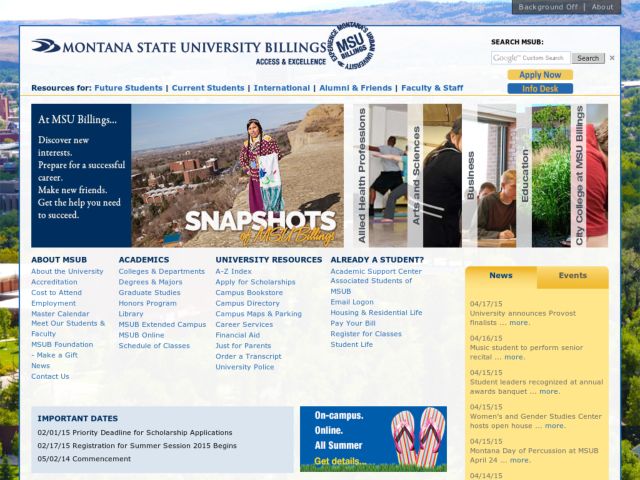 Background Off | About
MONTANA STATE UNIVERSITY BILLINGS
ACCESS & EXCELLENCE
EXPERIENCE MONTANA'S URBAN UNIVERSITY
MSU
BILLINGS
SEARCH MSUB:
Google™ Custom Search
Search
×
Apply Now
Info Desk
Resources for: Future Students | Current Students | International | Alumni & Friends | Faculty & Staff
At MSU Billings...
Discover new
interests.
Prepare for a successful
career.
Make new friends.
Get the help you need
to succeed.
SNAPSHOTS
of MSU Billings
Allied Health Professions
Arts and Sciences
Business
Education
City College at MSU Billings
ABOUT MSUB
About the University
Accreditation
Cost to Attend
Employment
Master Calendar
Meet Our Students &
Faculty
MSUB Foundation
- Make a Gift
News
Contact Us
ACADEMICS
Colleges & Departments
Degrees & Majors
Graduate Studies
Honors Program
Library
MSUB Extended Campus
MSUB Online
Schedule of Classes
UNIVERSITY RESOURCES
A-Z Index
Apply for Scholarships
Campus Bookstore
Campus Directory
Campus Maps & Parking
Career Services
Financial Aid
Just for Parents
Order a Transcript
University Police
ALREADY A STUDENT?
Academic Support Center
Associated Students of
MSUB
Email Logon
Housing & Residential Life
Pay Your Bill
Register for Classes
Student Life
News
Events
04/17/15
University announces Provost
finalists ... more.
04/16/15
Music student to perform senior
recital ... more.
04/15/15
Student leaders recognized at annual
awards banquet ... more.
04/15/15
Women's and Gender Studies Center
hosts open house ... more.
04/15/15
Montana Day of Percussion at MSUB
April 24 ... more.
04/14/15
IMPORTANT DATES
02/01/15 Priority Deadline for Scholarship Applications
02/17/15 Registration for Summer Session 2015 Begins
05/02/14 Commencement
On-campus.
Online.
All Summer
Get details...